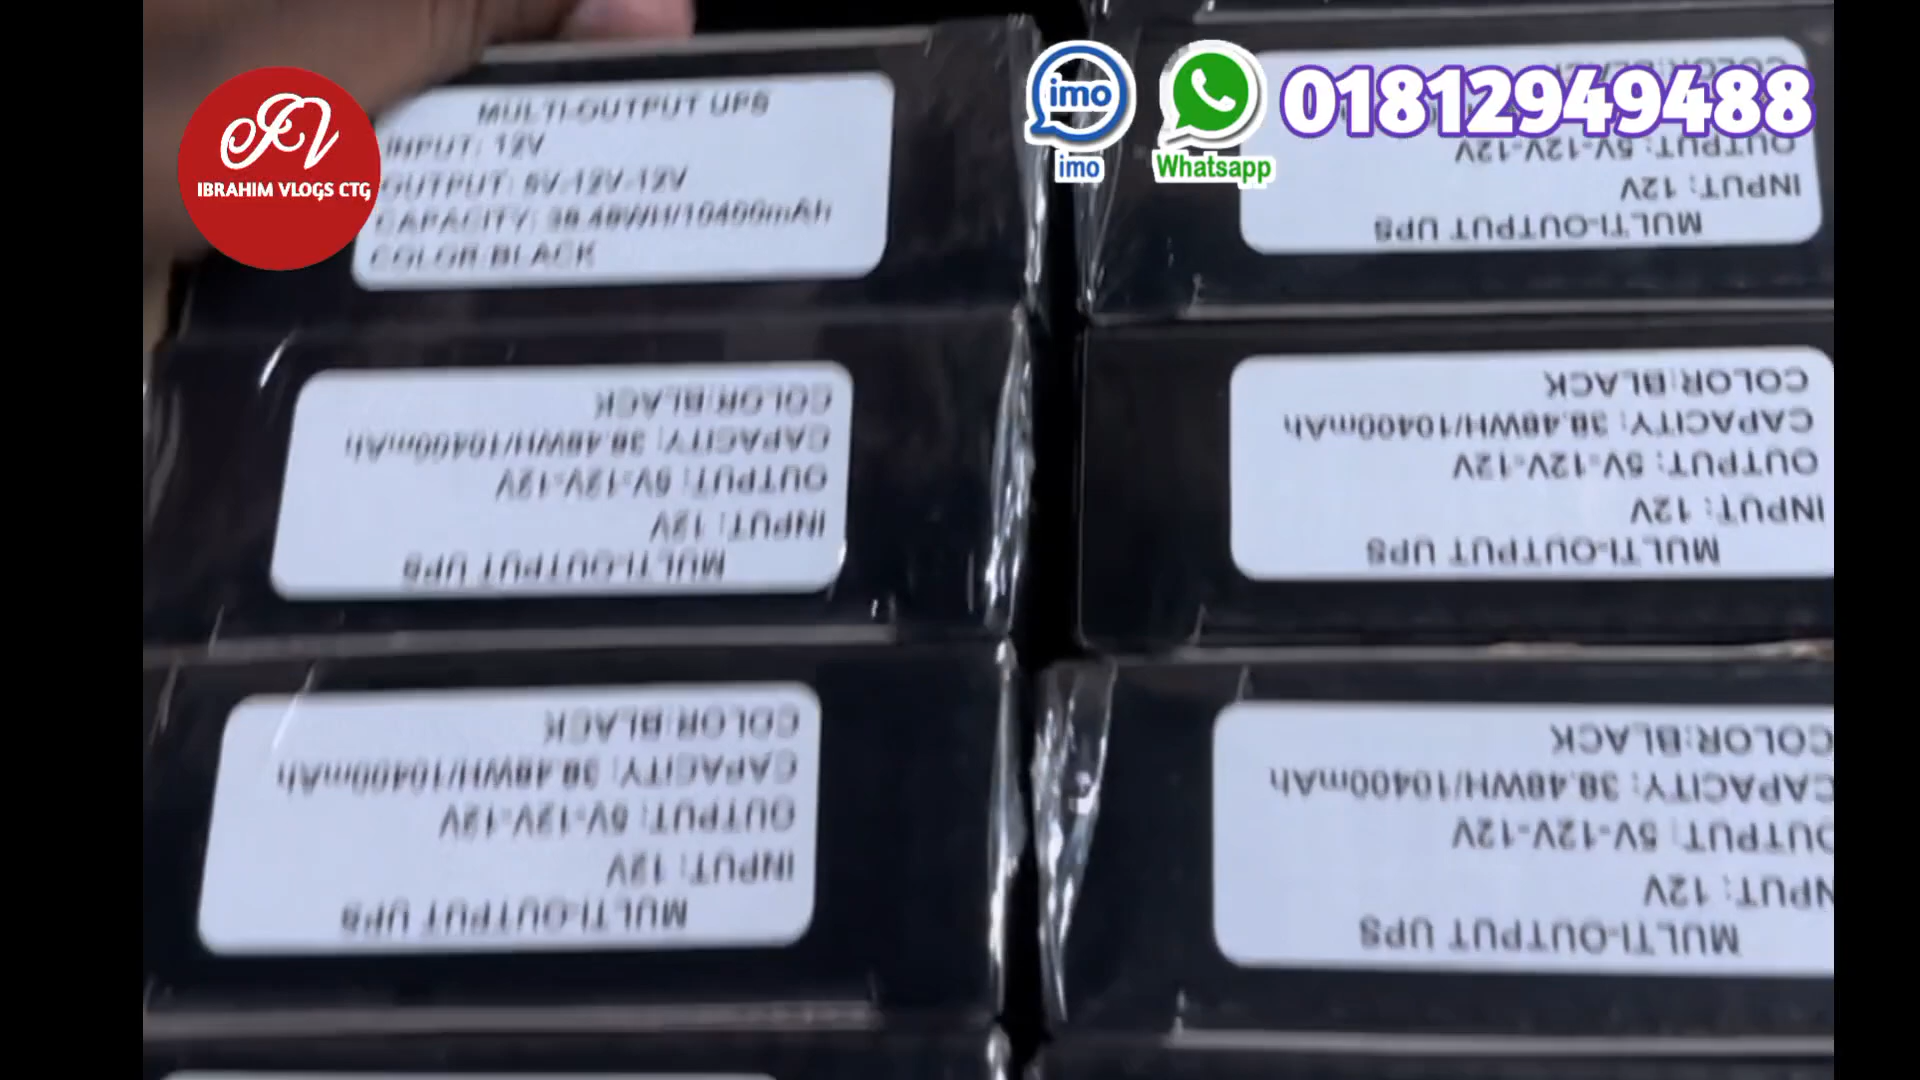 IV
IBRAHIM VLOGS CTG
imo
imo
Whatsapp
01812949488
MULTI-OUTPUT UPS
INPUT: 12V
OUTPUT: 5V-12V-12V
CAPACITY: 38.48WH/10400mAh
COLOR:BLACK
MULTI-OUTPUT UPS
INPUT: 12V
OUTPUT: 5V-12V-12V
MULTI-OUTPUT UPS
INPUT: 12V
OUTPUT: 5V-12V-12V
CAPACITY: 38.48WH/10400mAh
COLOR:BLACK
MULTI-OUTPUT UPS
INPUT: 12V
OUTPUT: 5V-12V-12V
CAPACITY: 38.48WH/10400mAh
COLOR:BLACK
MULTI-OUTPUT UPS
INPUT: 12V
OUTPUT: 5V-12V-12V
CAPACITY: 38.48WH/10400mAh
COLOR:BLACK
MULTI-OUTPUT UPS
INPUT: 12V
OUTPUT: 5V-12V-12V
CAPACITY: 38.48WH/10400mAh
COLOR:BLACK